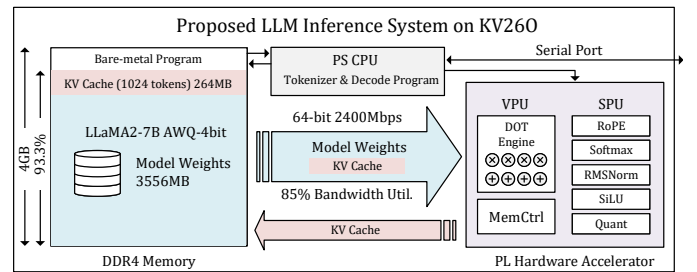 Proposed LLM Inference System on KV260
4GB
93.3%
Bare-metal Program
KV Cache (1024 tokens) 264MB
LLaMA2-7B AWQ-4bit
Model Weights
3556MB
DDR4 Memory
PS CPU
Tokenizer & Decode Program
Serial Port
64-bit 2400Mbps
Model Weights
KV Cache
85% Bandwidth Util.
KV Cache
VPU
DOT
Engine
MemCtrl
SPU
RoPE
Softmax
RMSNorm
SiLU
Quant
PL Hardware Accelerator